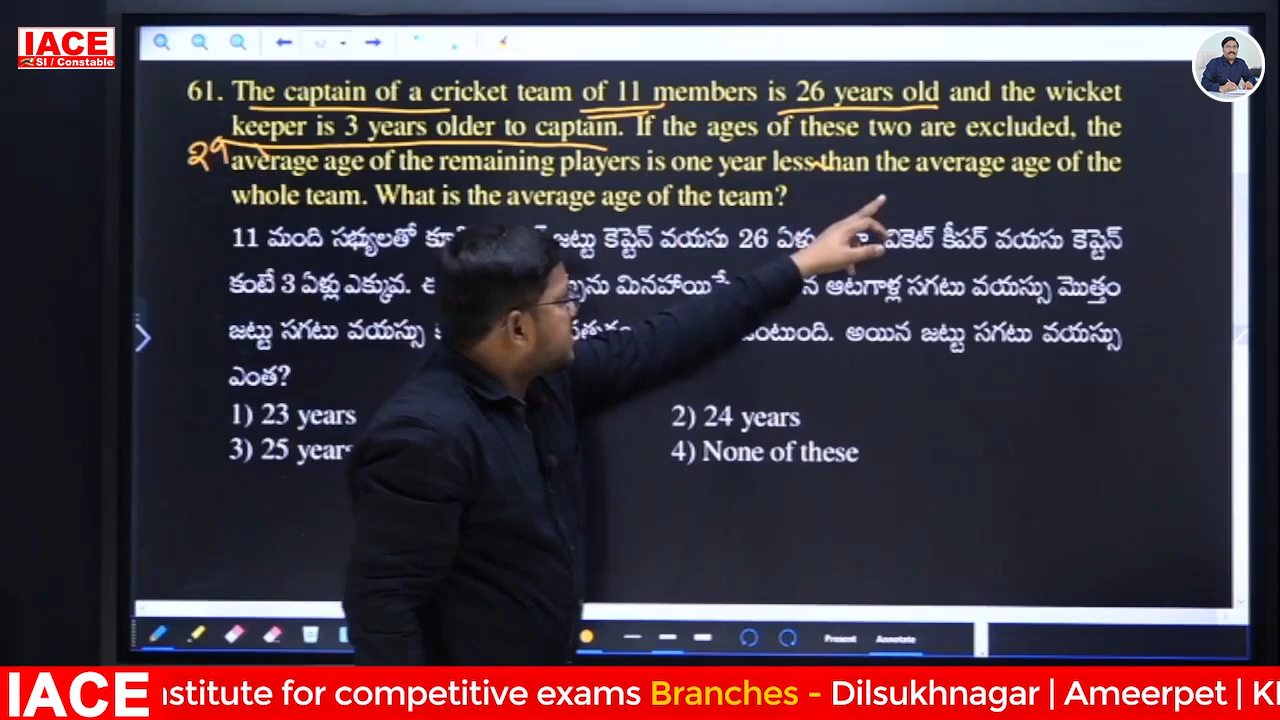 IACE
SI / Constable
62
61. The captain of a cricket team of 11 members is 26 years old and the wicket
keeper is 3 years older to captain. If the ages of these two are excluded, the
29
average age of the remaining players is one year less than the average age of the
whole team. What is the average age of the team?
11 మంది సభ్యులతో జట్టు కెప్టెన్ వయసు 26 ఏళ్లు వికెట్ కీపర్ వయసు కెప్టెన్
కంటే 3 ఏళ్లు ఎక్కువ. ఆటగాళ్ల సగటు వయస్సు మొత్తం
జట్టు సగటు వయస్సు ఉంటుంది. అయిన జట్టు సగటు వయస్సు
ఎంత?
1) 23 years 2) 24 years
3) 25 years 4) None of these
Present Annotate
IACE nstitute for competitive exams Branches - Dilsukhnagar | Ameerpet |